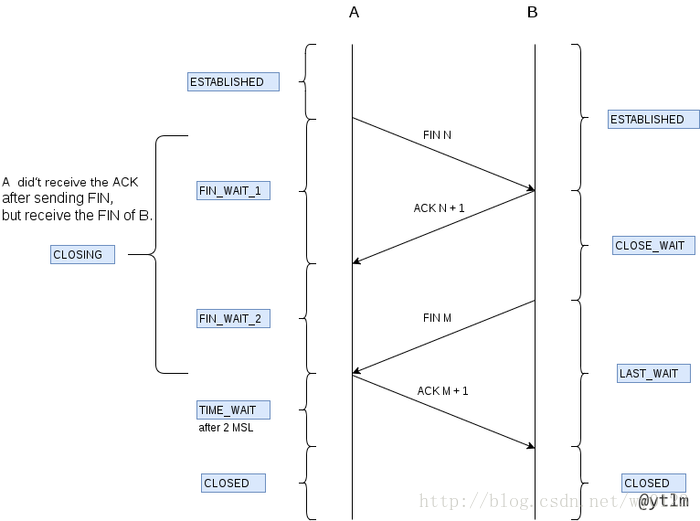 A
B
ESTABLISHED
ESTABLISHED
FIN N
A did't receive the ACK
after sending FIN,
but receive the FIN of B.
FIN_WAIT_1
ACK N + 1
CLOSING
CLOSE_WAIT
FIN_WAIT_2
FIN M
LAST_WAIT
TIME_WAIT
after 2 MSL
ACK M + 1
CLOSED
CLOSED
http://blog.csdn.net/
@ytlm